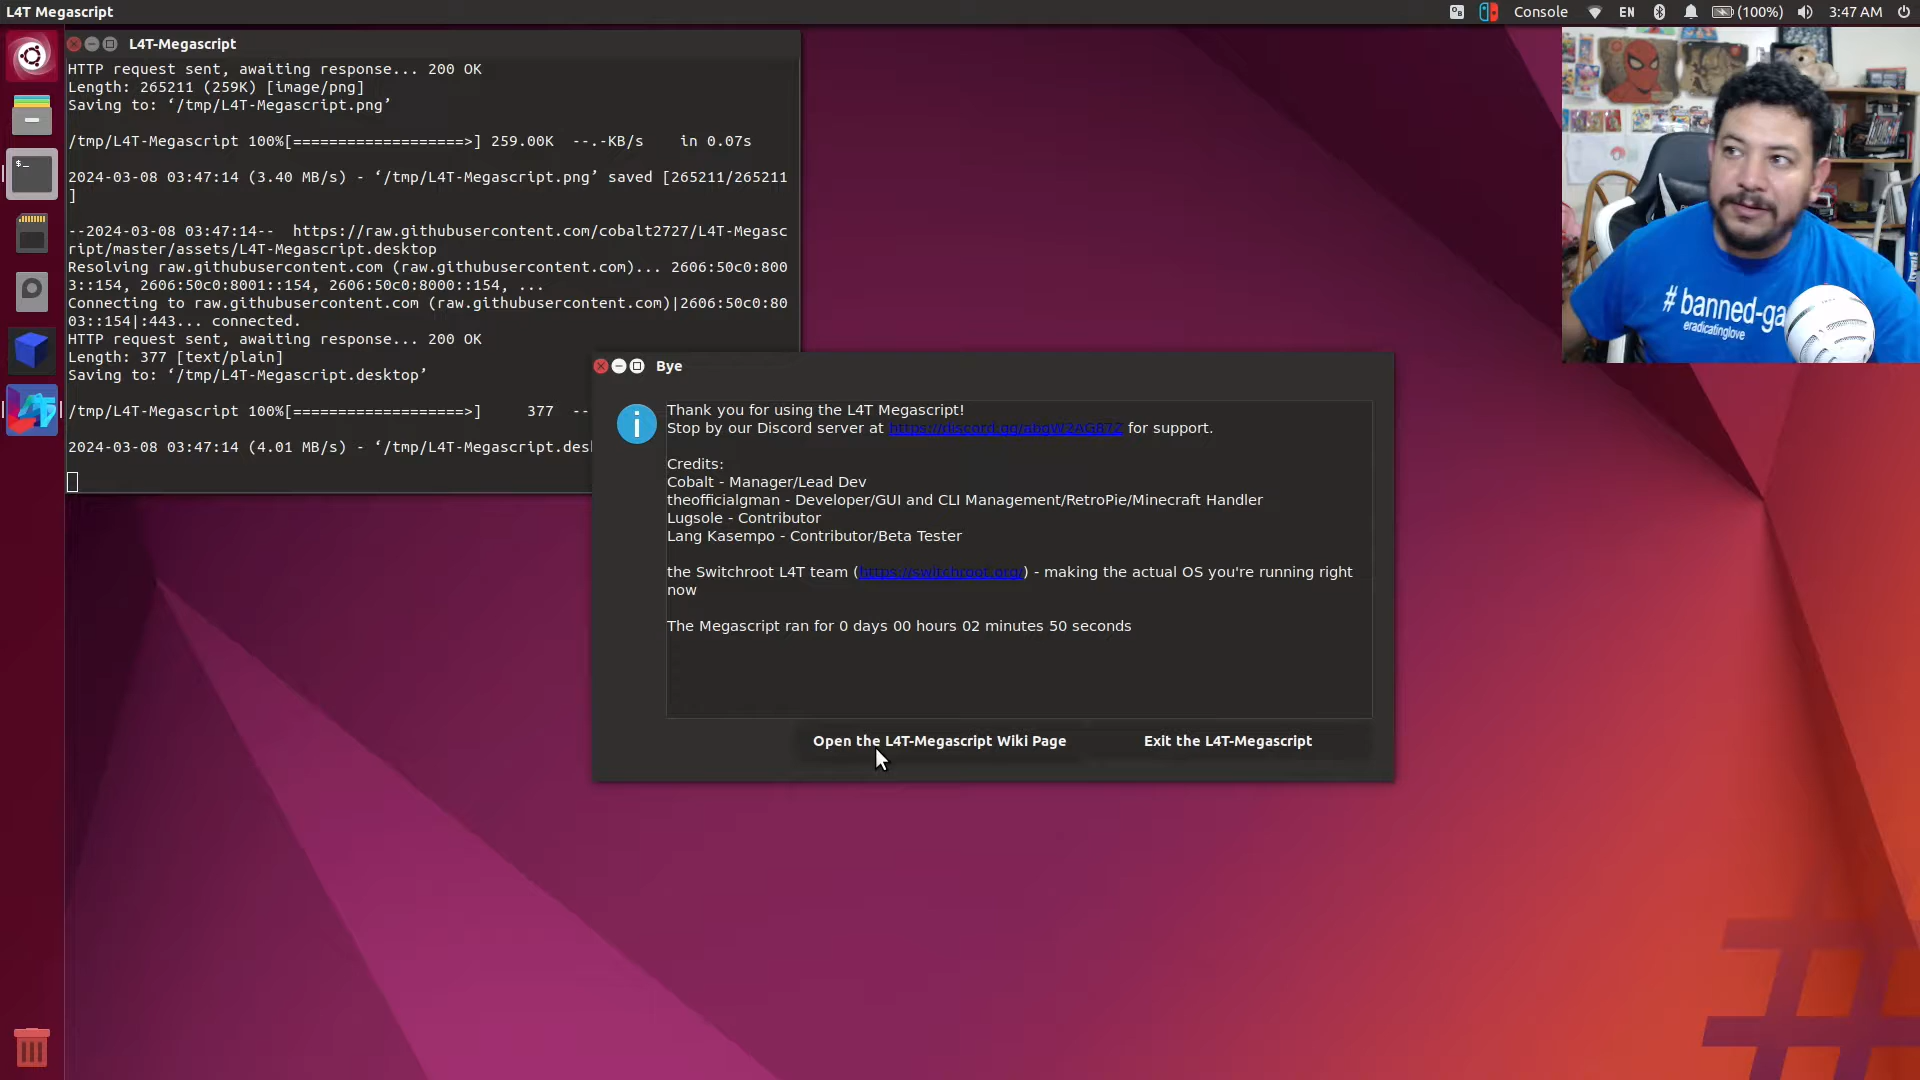 L4T Megascript
Console
EN
(100%)
3:47 AM
L4T-Megascript
HTTP request sent, awaiting response... 200 OK
Length: 265211 (259K) [image/png]
Saving to: ‘/tmp/L4T-Megascript.png’
/tmp/L4T-Megascript 100%[===================>] 259.00K  --.-KB/s    in 0.07s
2024-03-08 03:47:14 (3.40 MB/s) - ‘/tmp/L4T-Megascript.png’ saved [265211/265211
]
--2024-03-08 03:47:14--  https://raw.githubusercontent.com/cobalt2727/L4T-Megasc
ript/master/assets/L4T-Megascript.desktop
Resolving raw.githubusercontent.com (raw.githubusercontent.com)... 2606:50c0:800
3::154, 2606:50c0:8001::154, 2606:50c0:8000::154, ...
Connecting to raw.githubusercontent.com (raw.githubusercontent.com)|2606:50c0:80
03::154|:443... connected.
HTTP request sent, awaiting response... 200 OK
Length: 377 [text/plain]
Saving to: ‘/tmp/L4T-Megascript.desktop’
/tmp/L4T-Megascript 100%[===================>]     377  --
2024-03-08 03:47:14 (4.01 MB/s) - ‘/tmp/L4T-Megascript.desk
# banned-ga
eradicatinglove
Bye
Thank you for using the L4T Megascript!
Stop by our Discord server at https://discord.gg/abgW2AG87Z for support.
Credits:
Cobalt - Manager/Lead Dev
theofficialgman - Developer/GUI and CLI Management/RetroPie/Minecraft Handler
Lugsole - Contributor
Lang Kasempo - Contributor/Beta Tester
the Switchroot L4T team (https://switchroot.org/) - making the actual OS you're running right
now
The Megascript ran for 0 days 00 hours 02 minutes 50 seconds
Open the L4T-Megascript Wiki Page
Exit the L4T-Megascript
#